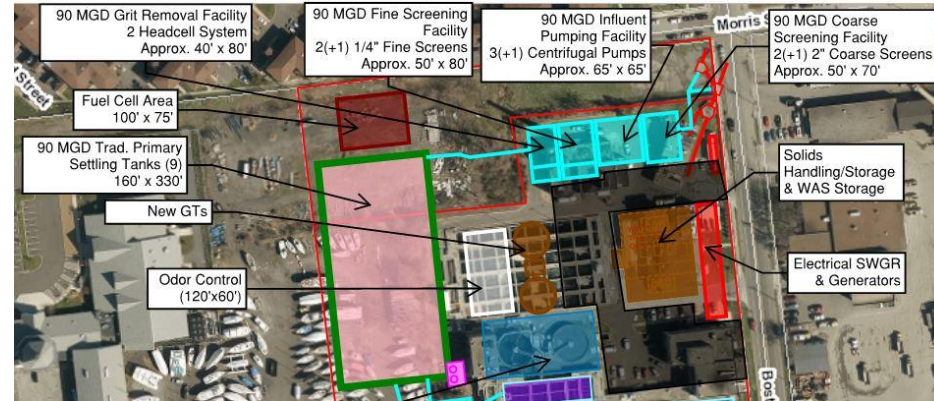 90 MGD Grit Removal Facility
2 Headcell System
Approx. 40' x 80'
90 MGD Fine Screening
Facility
2(+1) 1/4" Fine Screens
Approx. 50' x 80'
90 MGD Influent
Pumping Facility
3(+1) Centrifugal Pumps
Approx. 65' x 65'
Morris S
90 MGD Coarse
Screening Facility
2(+1) 2" Coarse Screens
Approx. 50' x 70'
d Street
Fuel Cell Area
100' x 75'
90 MGD Trad. Primary
Settling Tanks (9)
160' x 330'
Solids
Handling/Storage
& WAS Storage
New GTs
Odor Control
(120'x60')
Electrical SWGR
& Generators
Bos